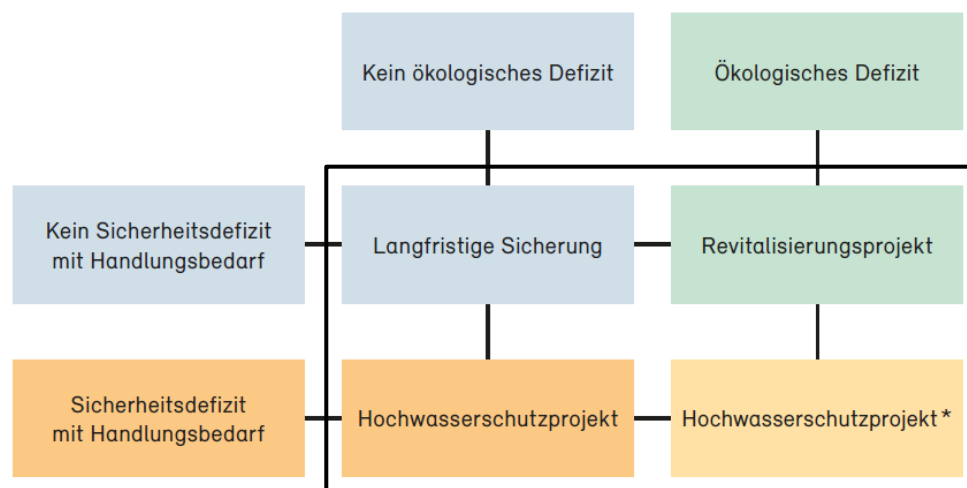 Kein ökologisches Defizit
Ökologisches Defizit
Kein Sicherheitsdefizit
mit Handlungsbedarf
Langfristige Sicherung
Revitalisierungsprojekt
Sicherheitsdefizit
mit Handlungsbedarf
Hochwasserschutzprojekt
Hochwasserschutzprojekt*